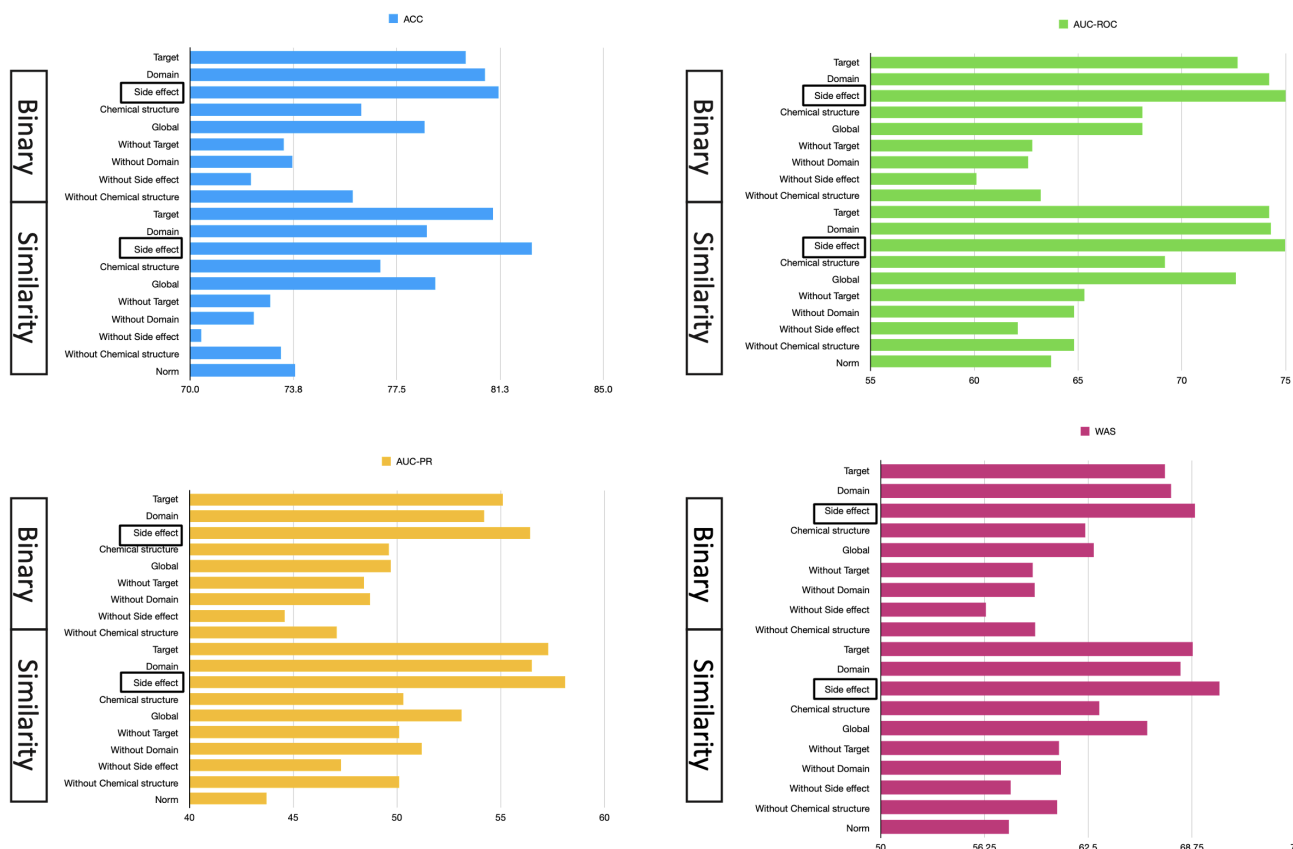 ACC
Binary
Similarity
Target
Domain
Side effect
Chemical structure
Global
Without Target
Without Domain
Without Side effect
Without Chemical structure
Target
Domain
Side effect
Chemical structure
Global
Without Target
Without Domain
Without Side effect
Without Chemical structure
Norm
70.0 73.8 77.5 81.3 85.0
AUC-ROC
Binary
Similarity
Target
Domain
Side effect
Chemical structure
Global
Without Target
Without Domain
Without Side effect
Without Chemical structure
Target
Domain
Side effect
Chemical structure
Global
Without Target
Without Domain
Without Side effect
Without Chemical structure
Norm
55 60 65 70 75
AUC-PR
Binary
Similarity
Target
Domain
Side effect
Chemical structure
Global
Without Target
Without Domain
Without Side effect
Without Chemical structure
Target
Domain
Side effect
Chemical structure
Global
Without Target
Without Domain
Without Side effect
Without Chemical structure
Norm
40 45 50 55 60
WAS
Binary
Similarity
Target
Domain
Side effect
Chemical structure
Global
Without Target
Without Domain
Without Side effect
Without Chemical structure
Target
Domain
Side effect
Chemical structure
Global
Without Target
Without Domain
Without Side effect
Without Chemical structure
Norm
50 56.25 62.5 68.75